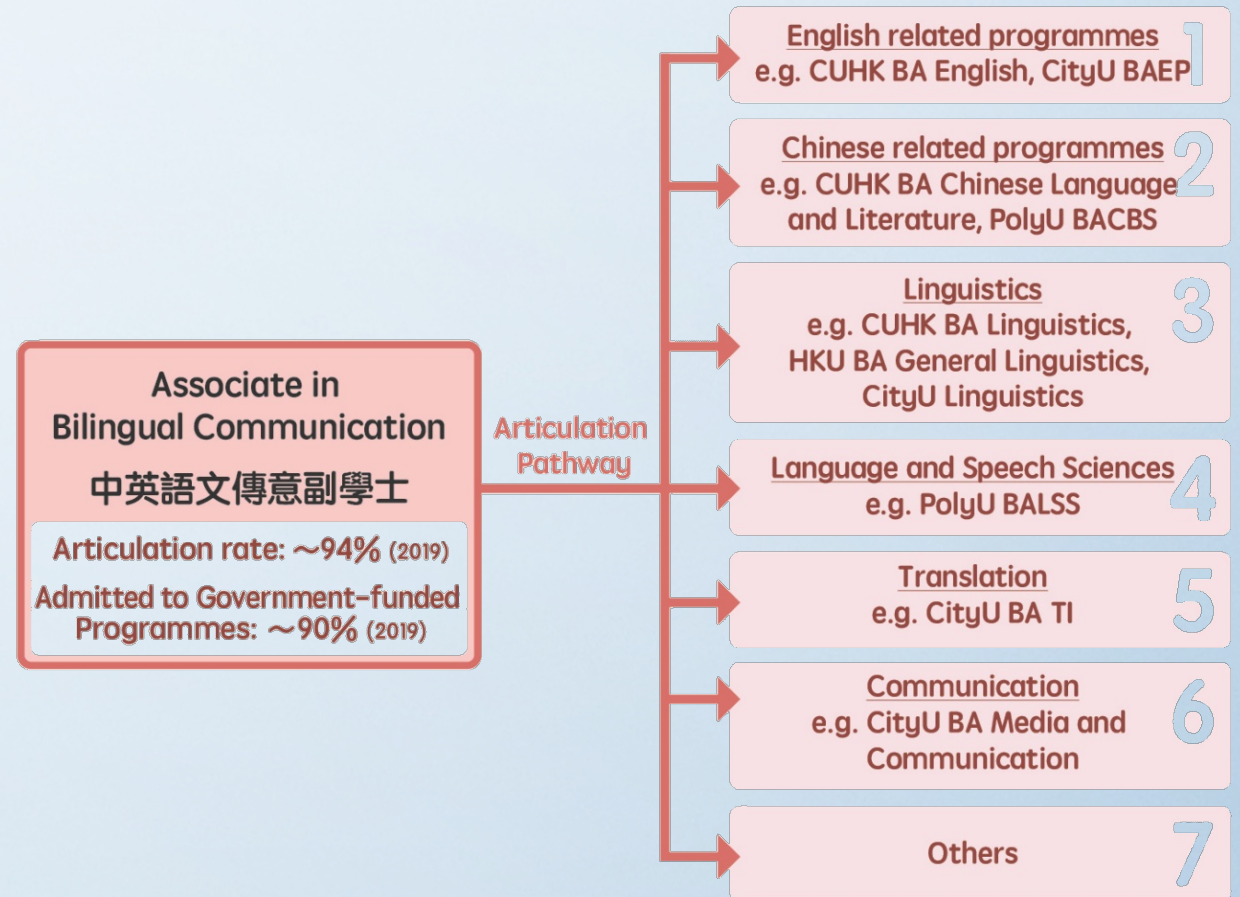 Associate in
Bilingual Communication
中英語文傳意副學士
Articulation rate: ～94% (2019)
Admitted to Government-funded
Programmes: ～90% (2019)
Articulation
Pathway
English related programmes
e.g. CUHK BA English, CityU BAEP
1
Chinese related programmes
e.g. CUHK BA Chinese Language
and Literature, PolyU BACBS
2
Linguistics
e.g. CUHK BA Linguistics,
HKU BA General Linguistics,
CityU Linguistics
3
Language and Speech Sciences
e.g. PolyU BALSS
4
Translation
e.g. CityU BA TI
5
Communication
e.g. CityU BA Media and
Communication
6
Others
7